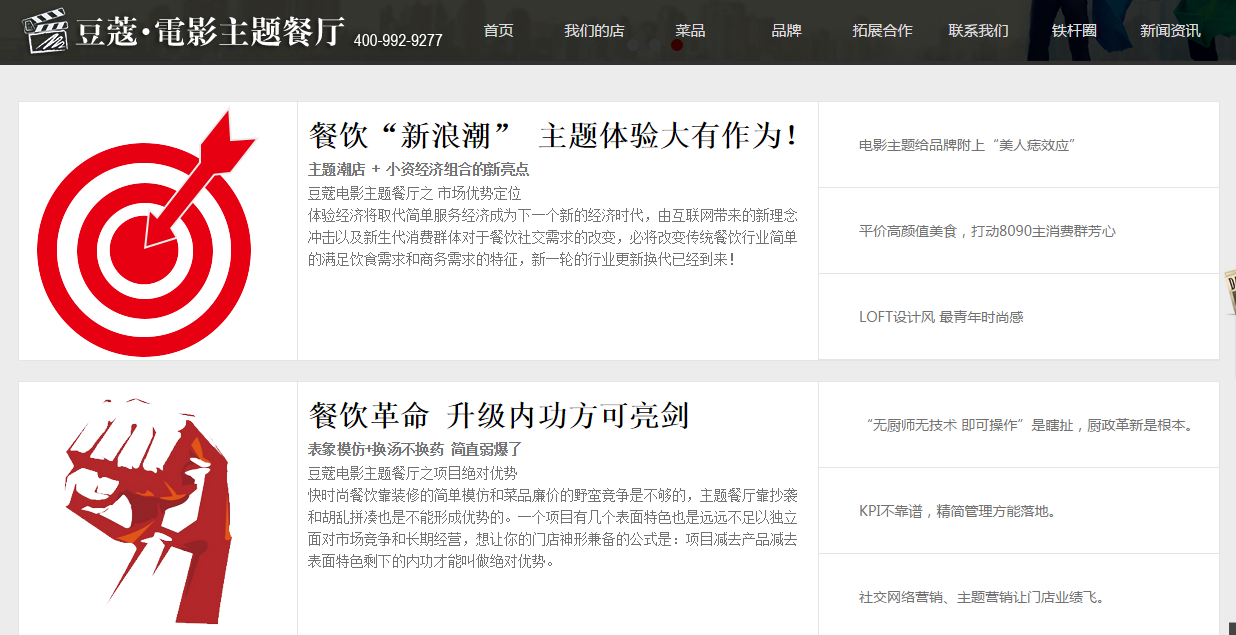 豆蔻·電影主题餐厅 400-992-9277 首页 我们的店 菜品 品牌 拓展合作 联系我们 铁杆圈 新闻资讯
餐饮“新浪潮” 主题体验大有作为！
主题潮店 + 小资经济组合的新亮点
豆蔻电影主题餐厅之 市场优势定位
体验经济将取代简单服务经济成为下一个新的经济时代，由互联网带来的新理念
冲击以及新生代消费群体对于餐饮社交需求的改变，必将改变传统餐饮行业简单
的满足饮食需求和商务需求的特征，新一轮的行业更新换代已经到来！
电影主题给品牌附上“美人痣效应”
平价高颜值美食，打动8090主消费群芳心
LOFT设计风 最青年时尚感
餐饮革命 升级内功方可亮剑
表象模仿+换汤不换药 简直弱爆了
豆蔻电影主题餐厅之项目绝对优势
快时尚餐饮靠装修的简单模仿和菜品廉价的野蛮竞争是不够的，主题餐厅靠抄袭
和胡乱拼凑也是不能形成优势的。一个项目有几个表面特色也是远远不足以独立
面对市场竞争和长期经营，想让你的门店神形兼备的公式是：项目减去产品减去
表面特色剩下的内功才能叫做绝对优势。
“无厨师无技术 即可操作”是瞎扯，厨政革新是根本。
KPI不靠谱，精简管理方能落地。
社交网络营销、主题营销让门店业绩飞。